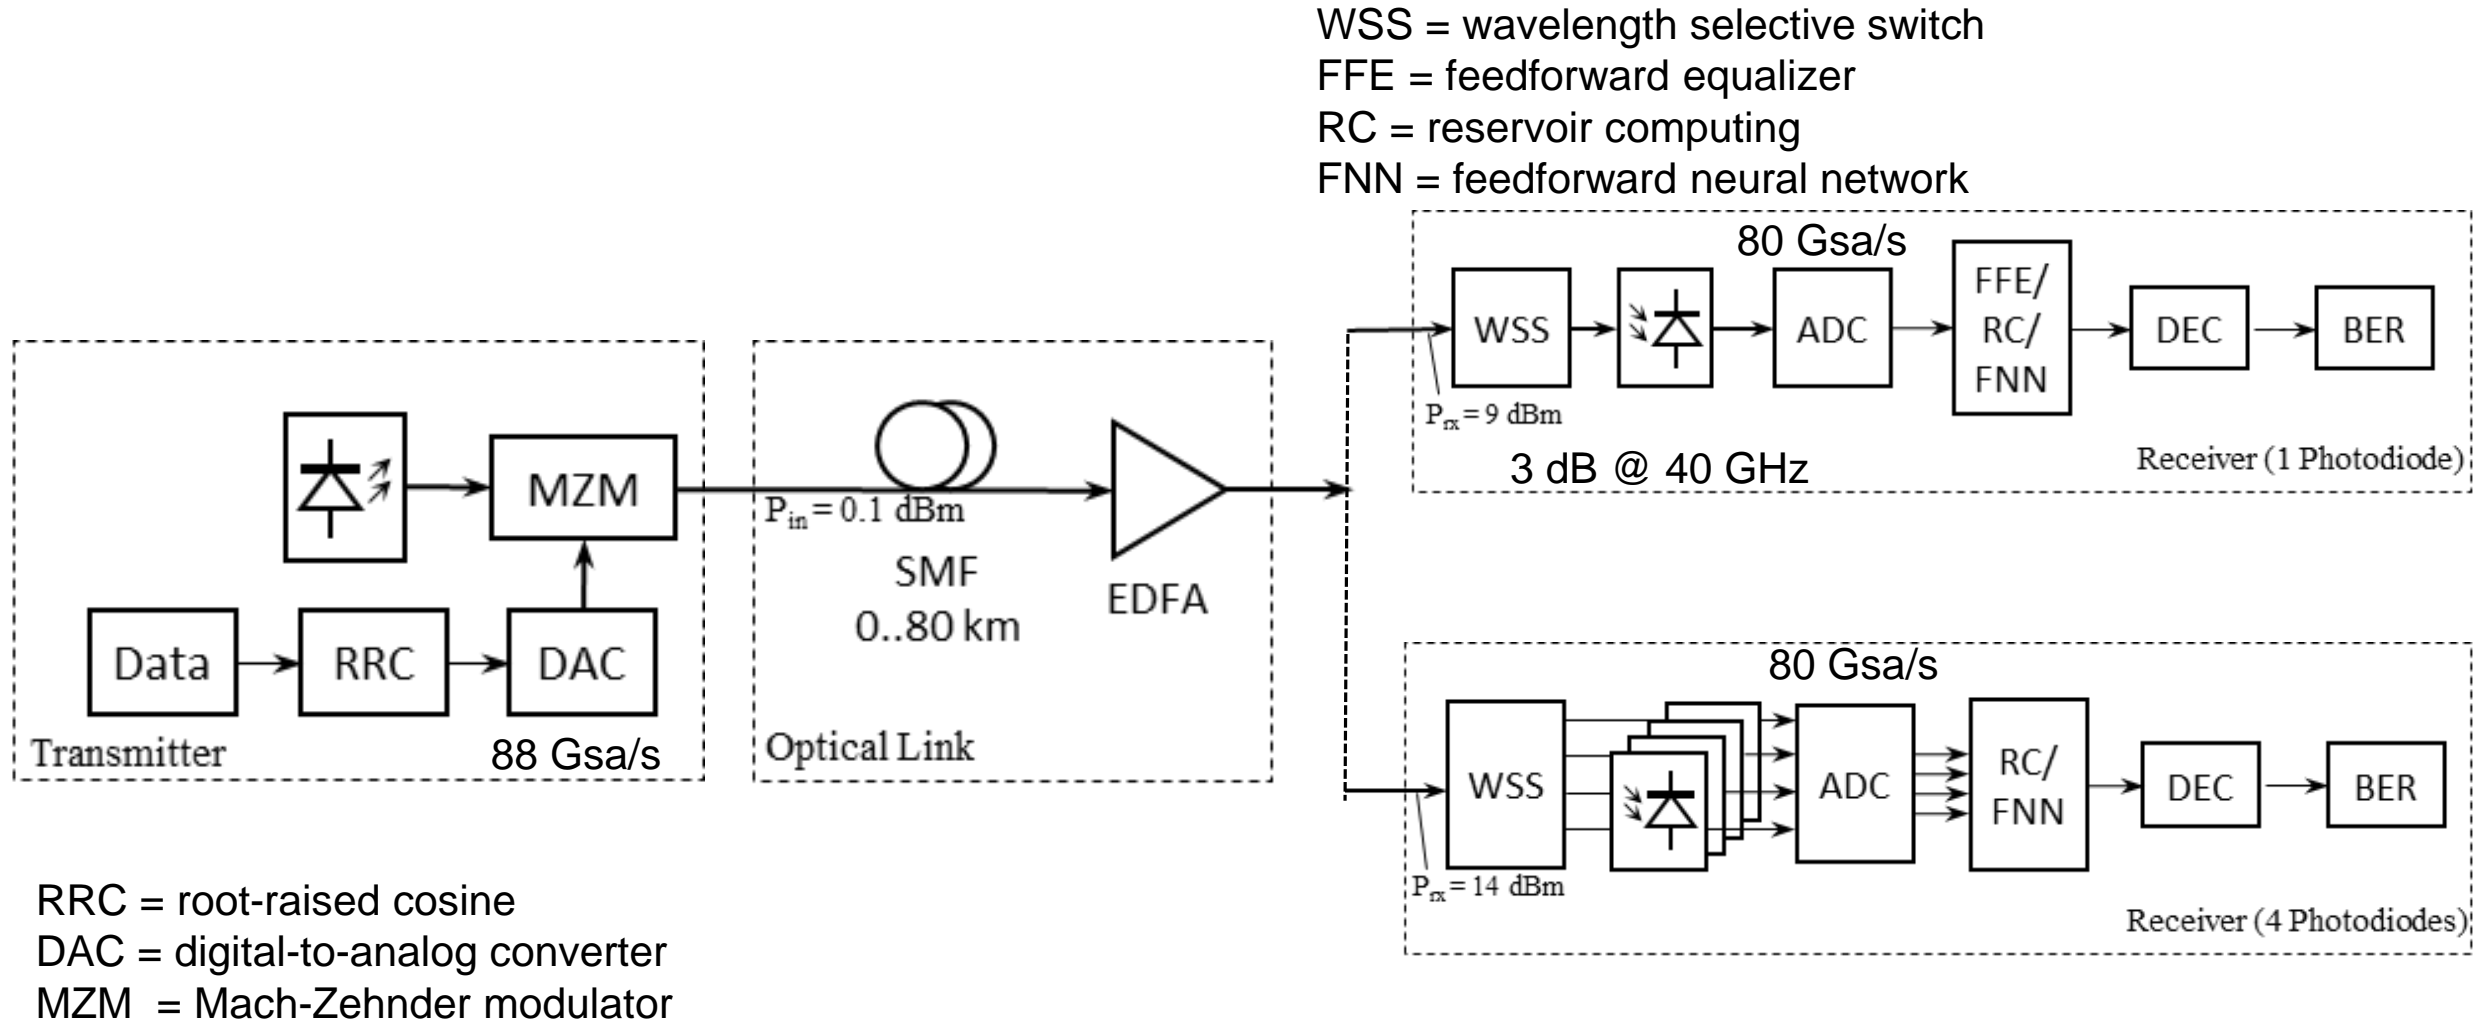 WSS = wavelength selective switch
FFE = feedforward equalizer
RC = reservoir computing
FNN = feedforward neural network
80 Gsa/s
WSS
ADC
FFE/
RC/
FNN
DEC
BER
Prx = 9 dBm
3 dB @ 40 GHz
Receiver (1 Photodiode)
MZM
Pin = 0.1 dBm
SMF
0..80 km
EDFA
Data
RRC
DAC
Transmitter
88 Gsa/s
Optical Link
80 Gsa/s
WSS
ADC
RC/
FNN
DEC
BER
Prx = 14 dBm
Receiver (4 Photodiodes)
RRC = root-raised cosine
DAC = digital-to-analog converter
MZM = Mach-Zehnder modulator